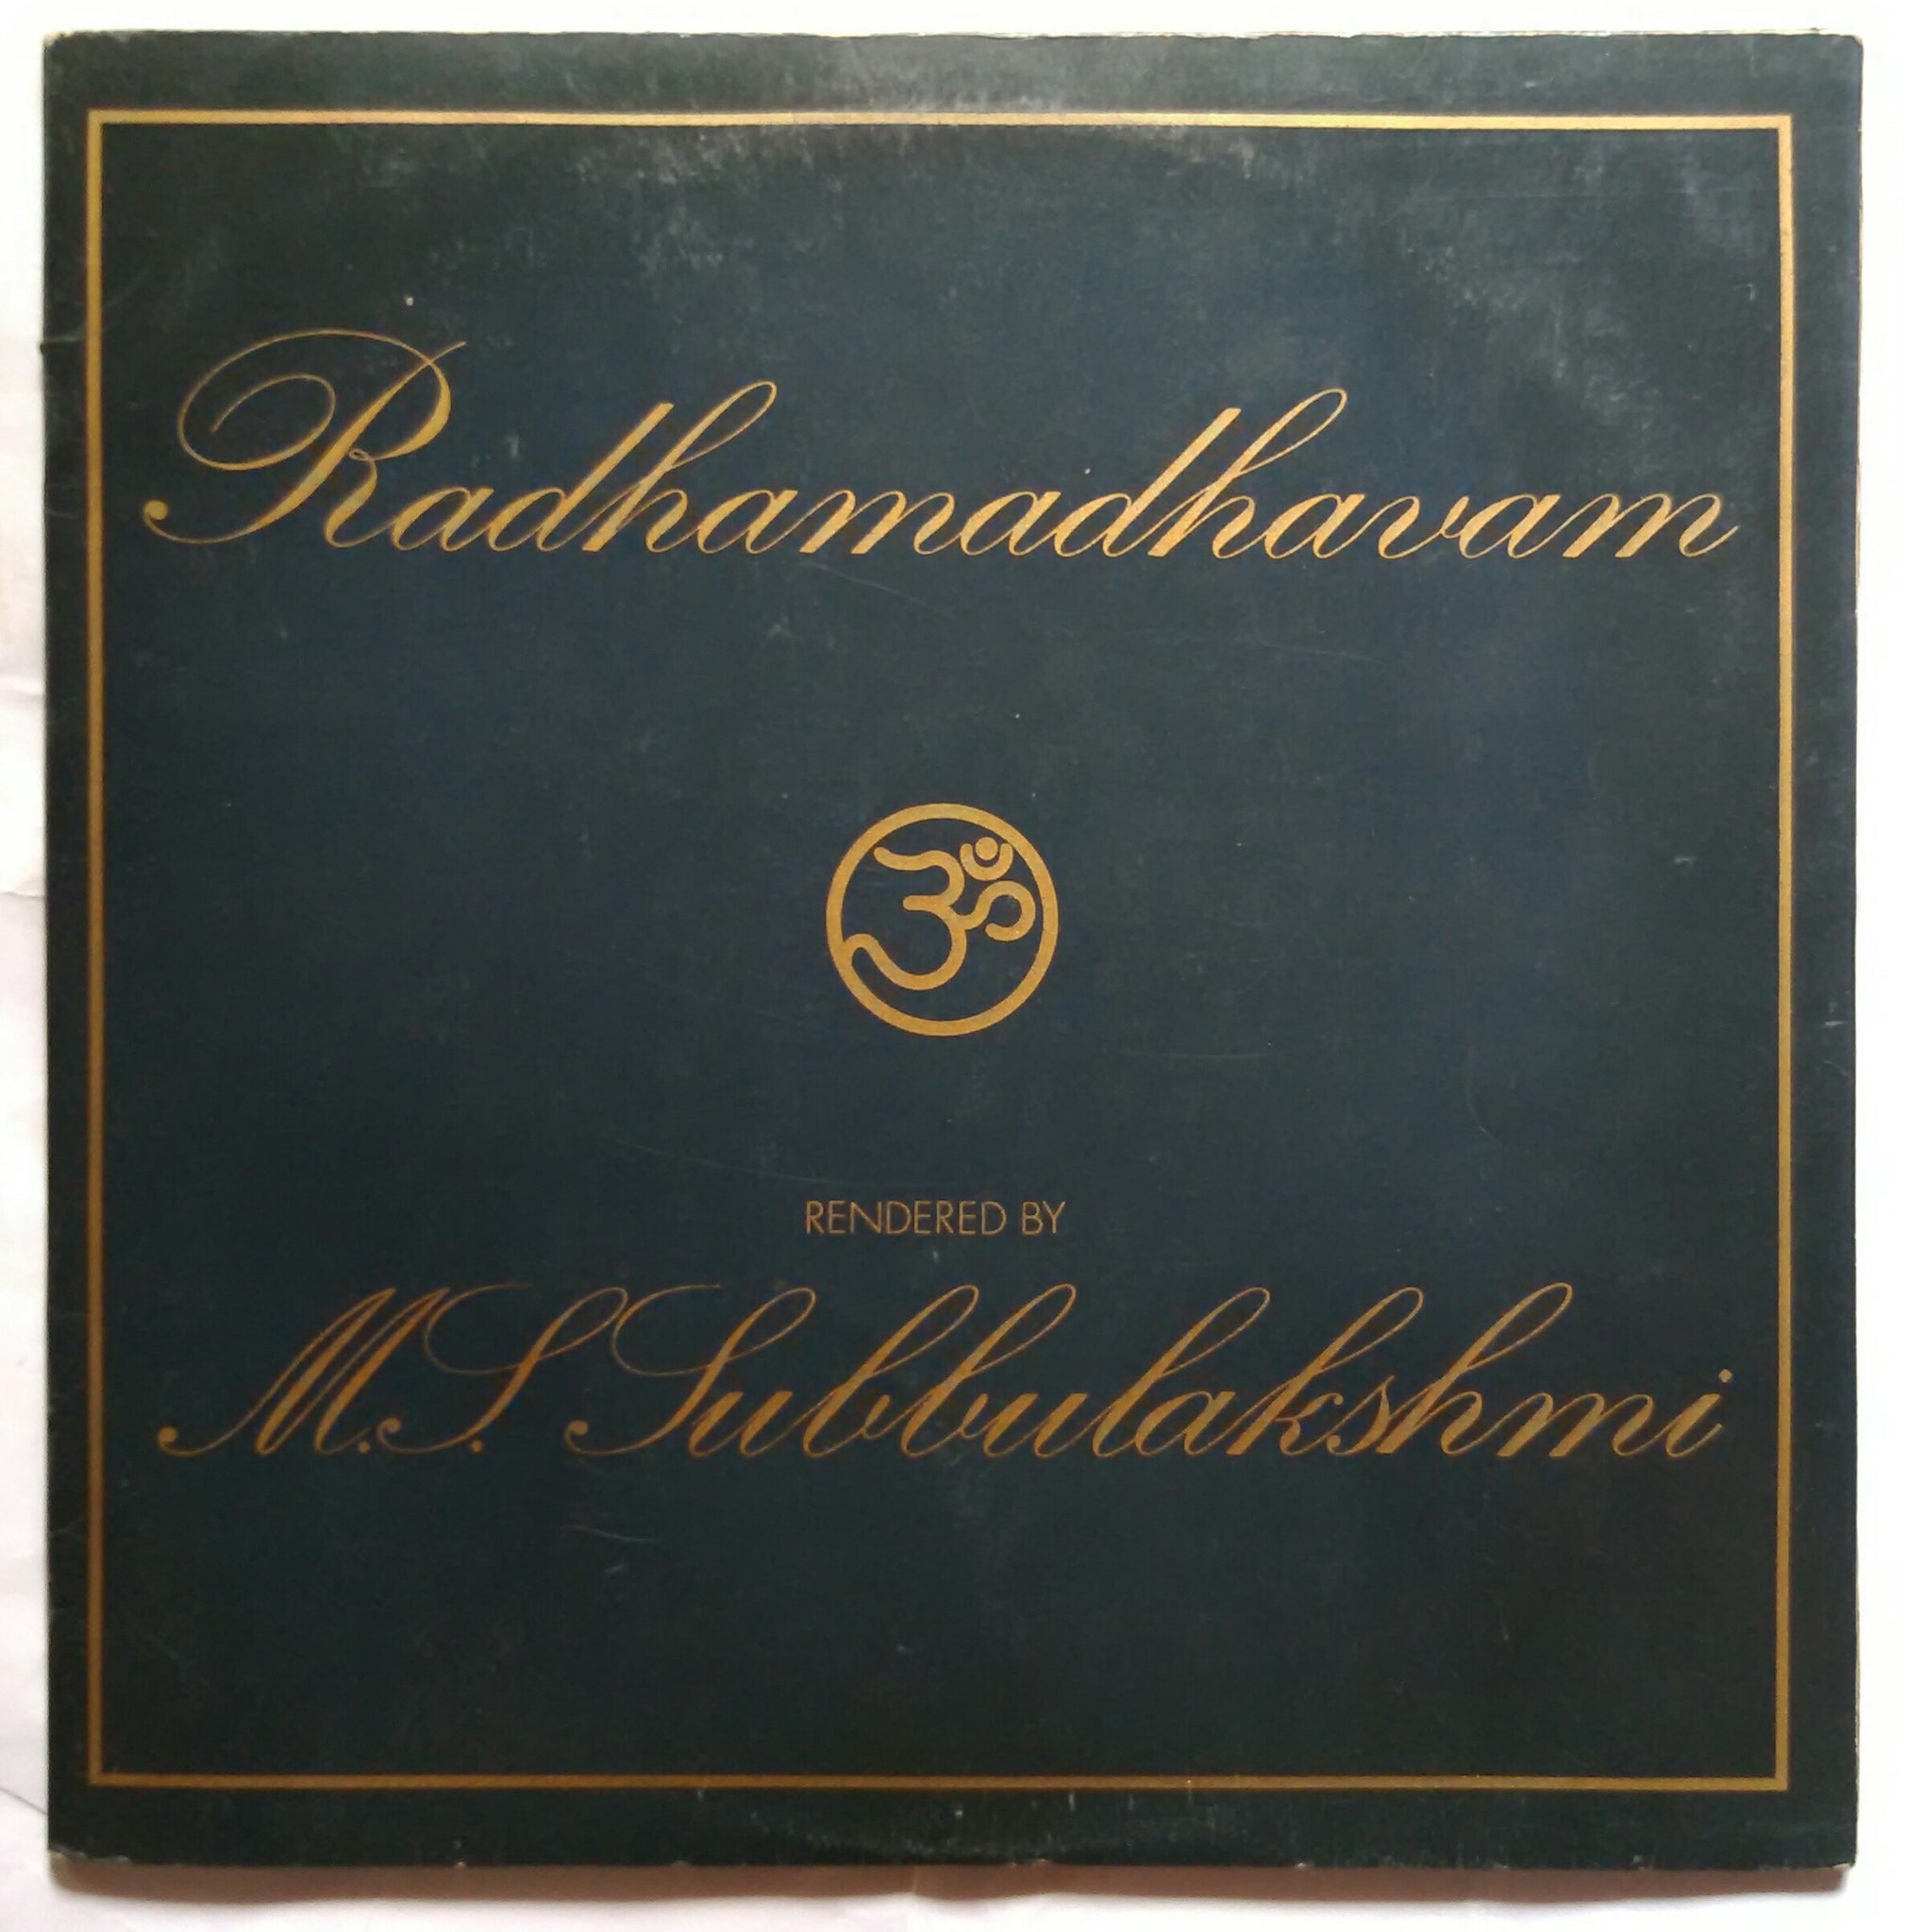 Radhamadhavam
ॐ
RENDERED BY
M.S. Subbulakshmi